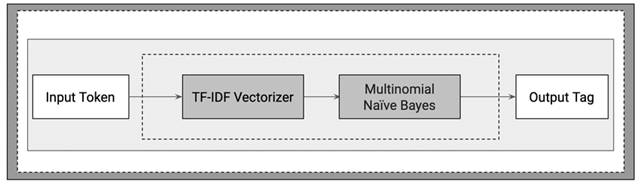 Input Token
TF-IDF Vectorizer
Multinomial
Naïve Bayes
Output Tag